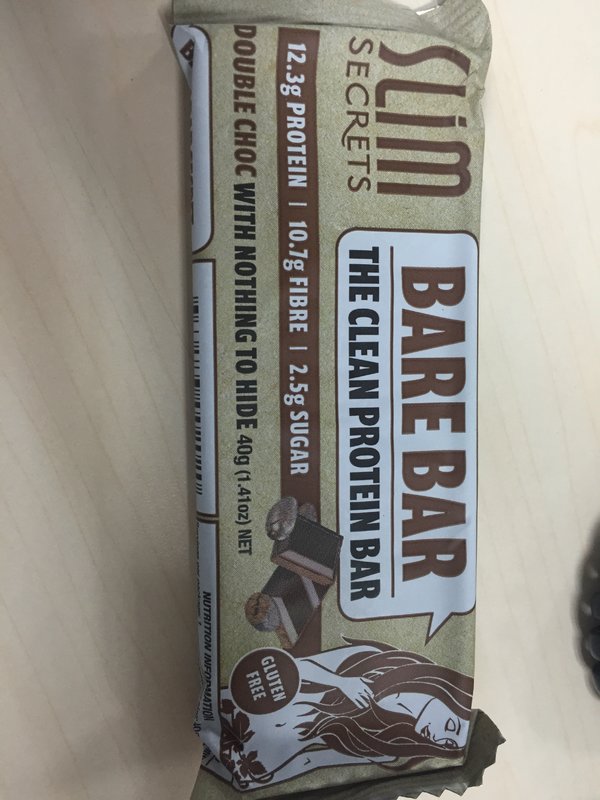 SLiM
SECRETS
BARE BAR
THE CLEAN PROTEIN BAR
12.3g PROTEIN | 10.7g FIBRE | 2.5g SUGAR
DOUBLE CHOC WITH NOTHING TO HIDE 40g (1.41oz) NET
GLUTEN
FREE
NUTRITION INFORMATION